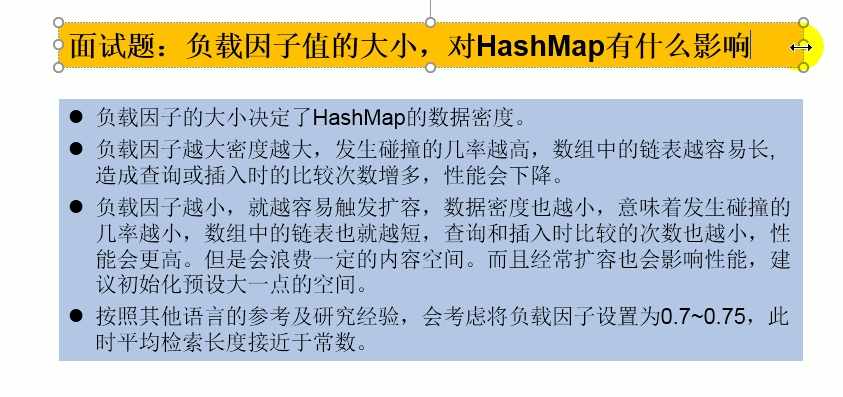 面试题：负载因子值的大小，对HashMap有什么影响
● 负载因子的大小决定了HashMap的数据密度。
● 负载因子越大密度越大，发生碰撞的几率越高，数组中的链表越容易长,
造成查询或插入时的比较次数增多，性能会下降。
● 负载因子越小，就越容易触发扩容，数据密度也越小，意味着发生碰撞的
几率越小，数组中的链表也就越短，查询和插入时比较的次数也越小，性
能会更高。但是会浪费一定的内容空间。而且经常扩容也会影响性能，建
议初始化预设大一点的空间。
● 按照其他语言的参考及研究经验，会考虑将负载因子设置为0.7~0.75，此
时平均检索长度接近于常数。